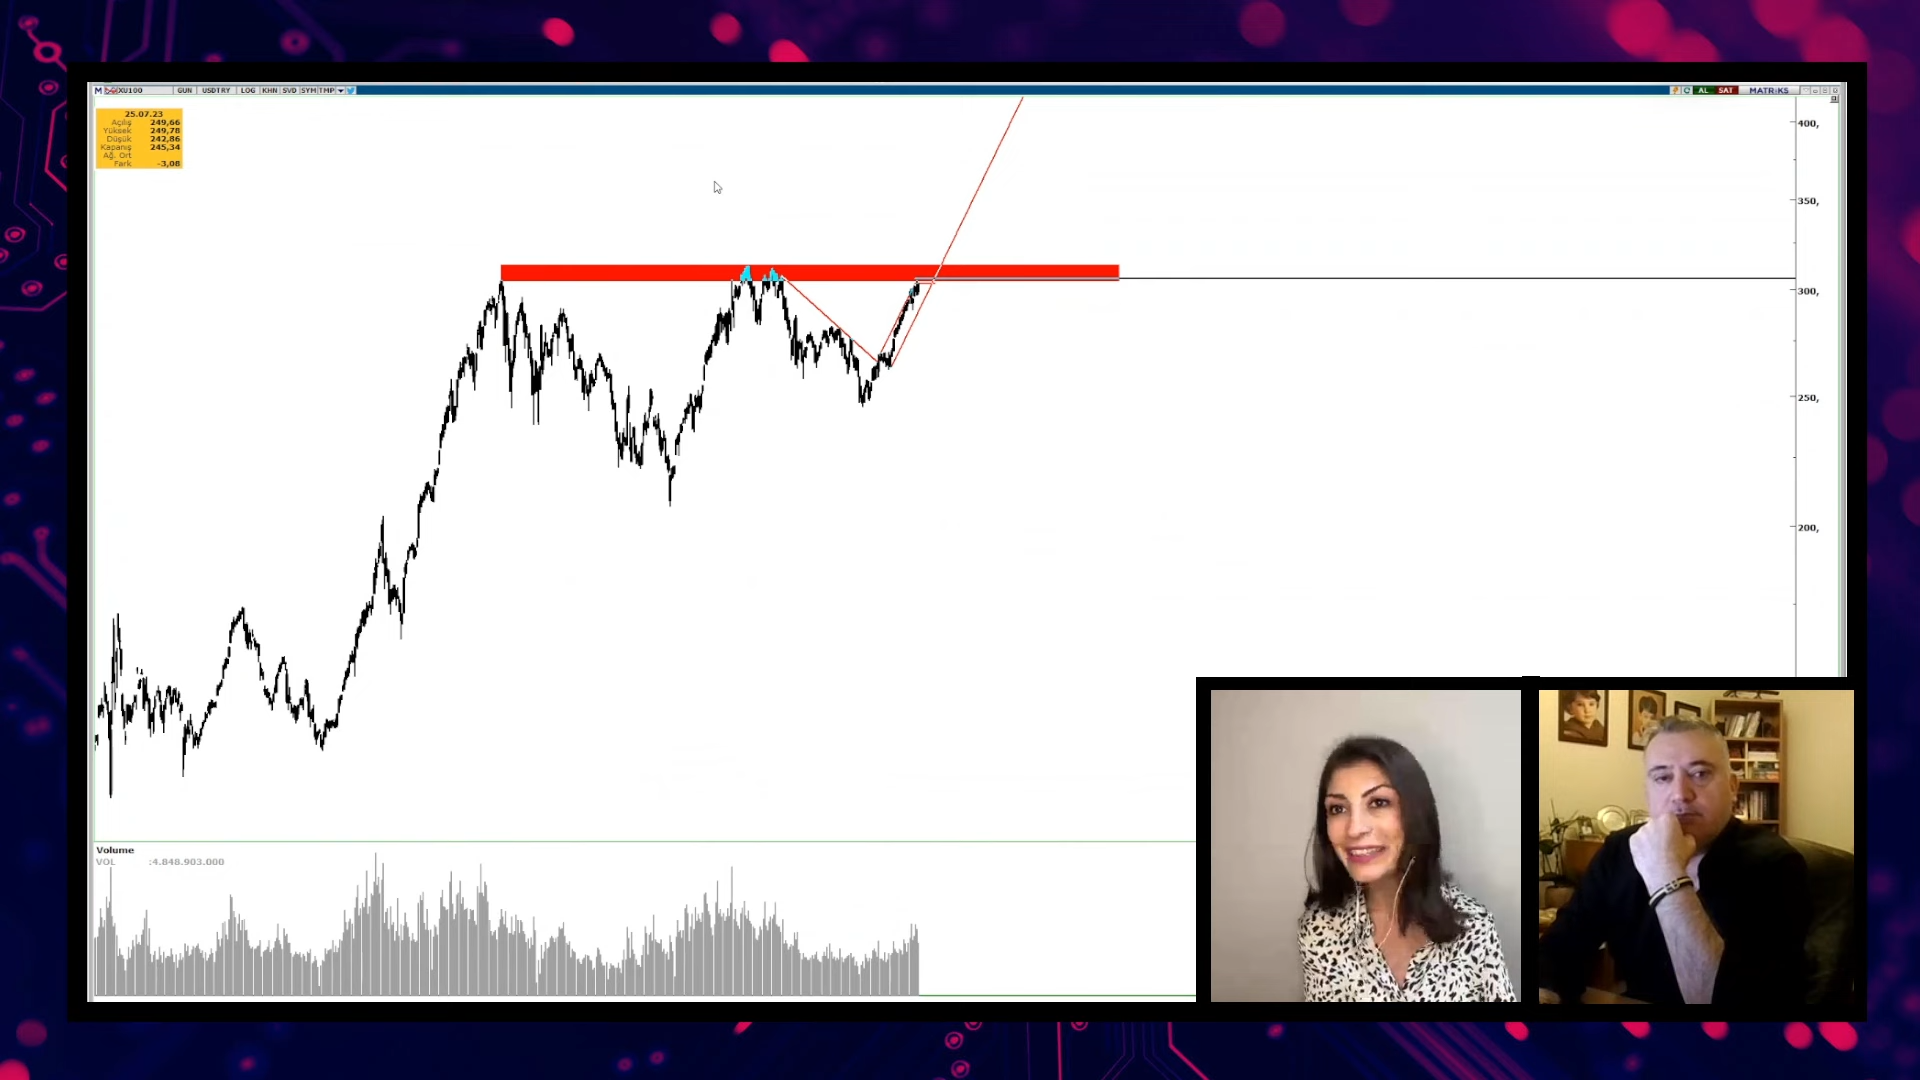 M XU100 GUN USDTRY LOG KHN SVD SYM TMP AL SAT MATRİKS
25.07.23
Açılış 249,66
Yüksek 249,78
Düşük 242,86
Kapanış 245,34
Ağ. Ort
Fark -3,08
400,
350,
300,
250,
200,
Volume
VOL :4.848.903.000